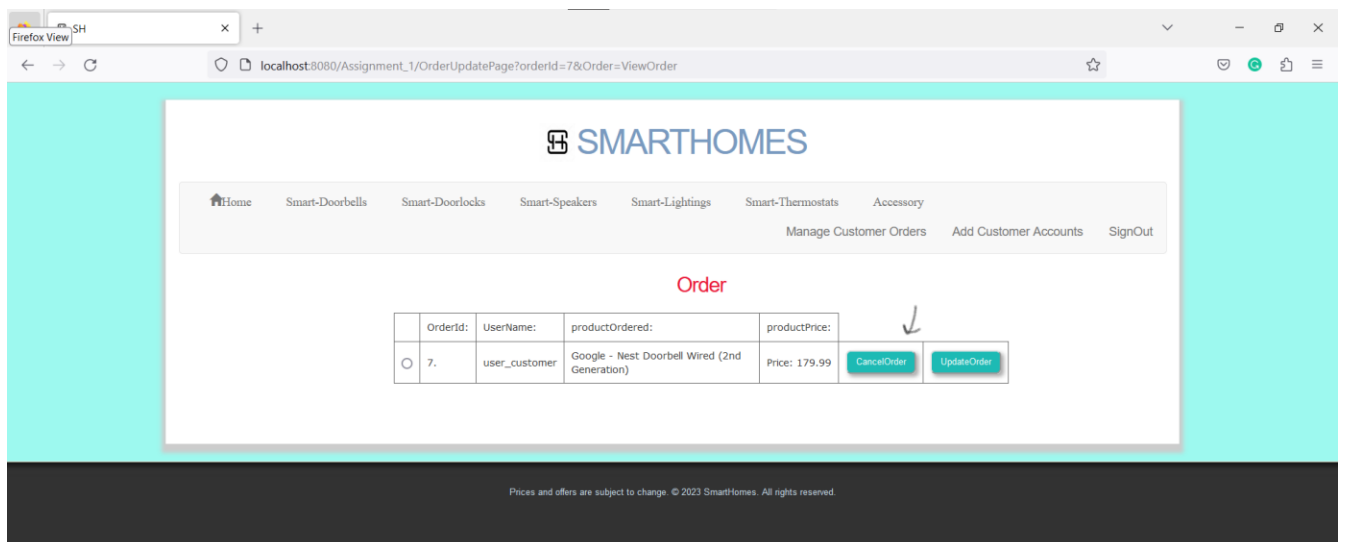 SH
Firefox View
localhost:8080/Assignment_1/OrderUpdatePage?orderId=7&Order=ViewOrder
SMARTHOMES
Home Smart-Doorbells Smart-Doorlocks Smart-Speakers Smart-Lightings Smart-Thermostats Accessory
Manage Customer Orders Add Customer Accounts SignOut
Order
OrderId: UserName: productOrdered: productPrice:
7. user_customer Google - Nest Doorbell Wired (2nd Generation) Price: 179.99 CancelOrder UpdateOrder
Prices and offers are subject to change. © 2023 SmartHomes. All rights reserved.